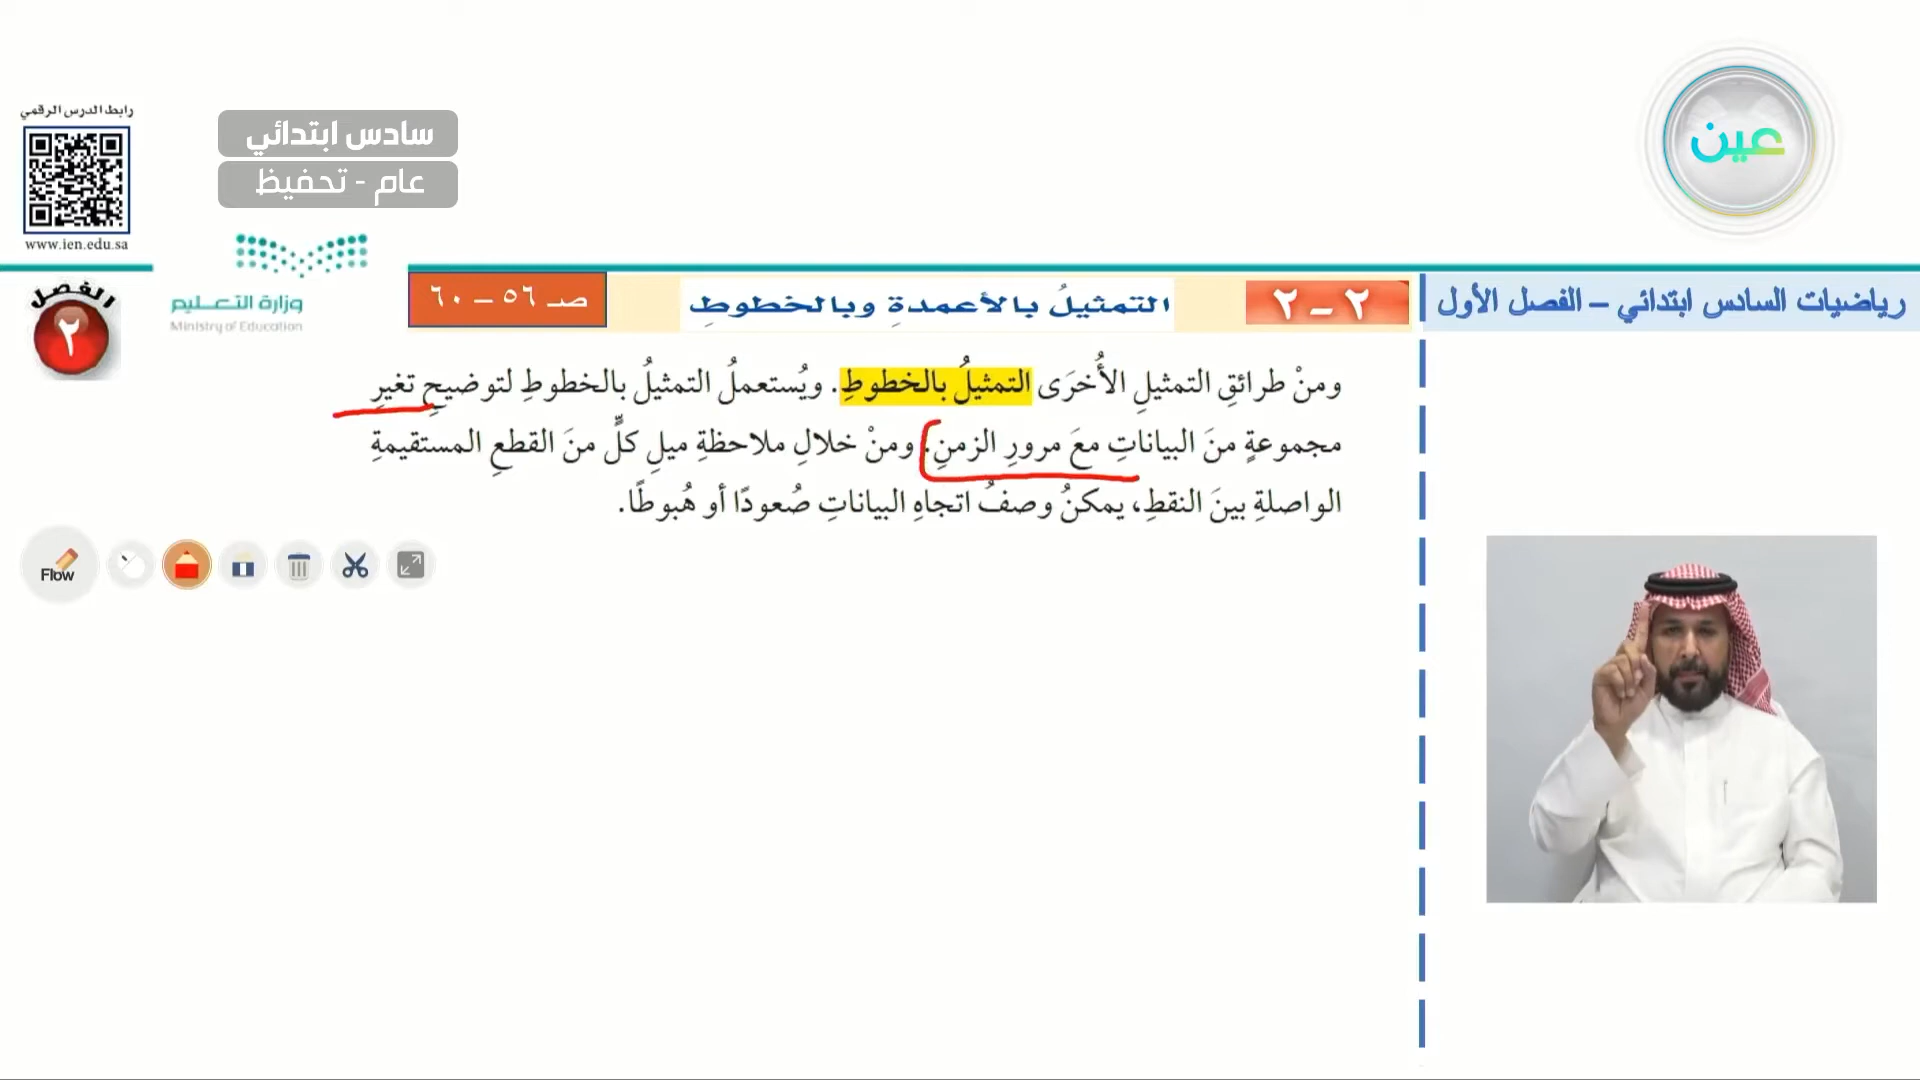 عين
رابط الدرس الرقمي
www.ien.edu.sa
سادس ابتدائي
عام - تحفيظ
وزارة التعليم
Ministry of Education
رياضيات السادس ابتدائي – الفصل الأول
٢ - ٢
التمثيلُ بالأعمدةِ وبالخطوطِ
صـ ٥٦ – ٦٠
الفصل
٢
ومنْ طرائقِ التمثيلِ الأُخرَى التمثيلُ بالخطوطِ. ويُستعملُ التمثيلُ بالخطوطِ لتوضيحِ تغيرِ
مجموعةٍ منَ البياناتِ معَ مرورِ الزمنِ. ومنْ خلالِ ملاحظةِ ميلِ كلٍّ منَ القطعِ المستقيمةِ
الواصلةِ بينَ النقطِ، يمكنُ وصفُ اتجاهِ البياناتِ صُعودًا أو هُبوطًا.
Flow